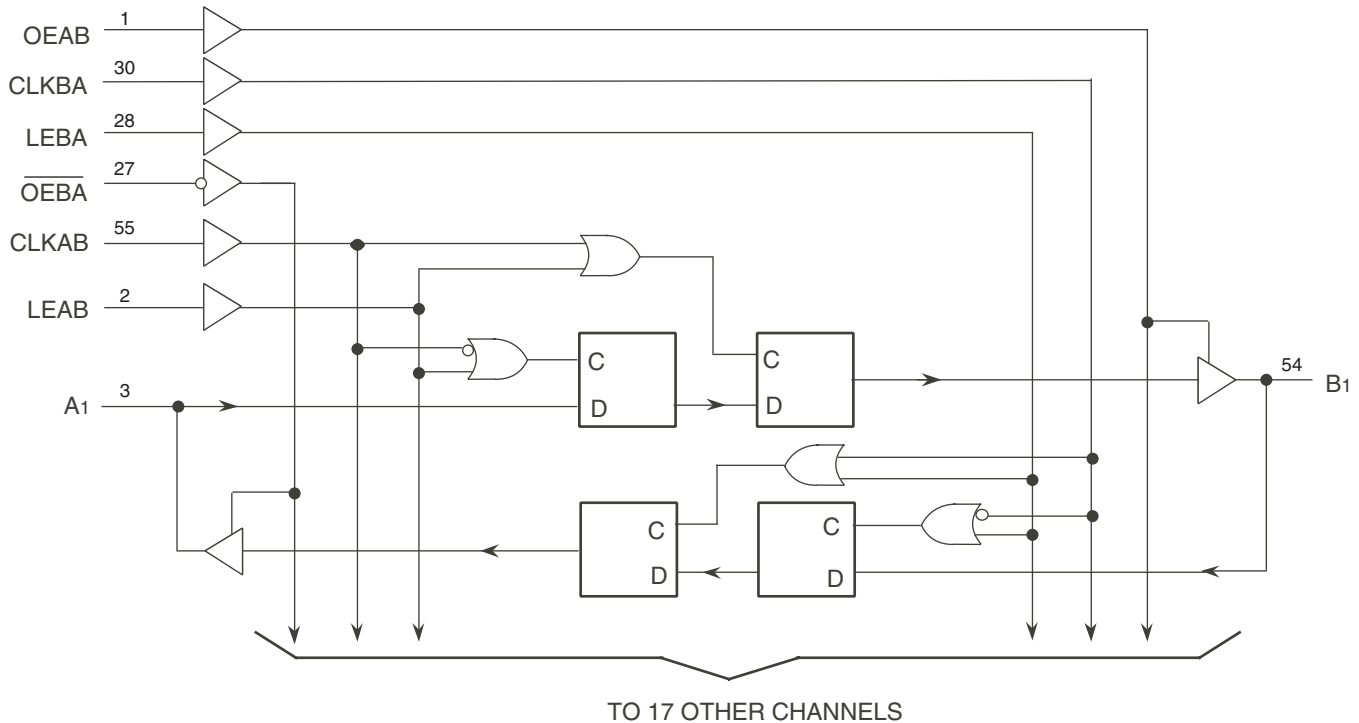 OEAB 1
CLKBA 30
LEBA 28
OEBA 27
CLKAB 55
LEAB 2
C
D
C
D
A1 3
54 B1
C
D
C
D
TO 17 OTHER CHANNELS